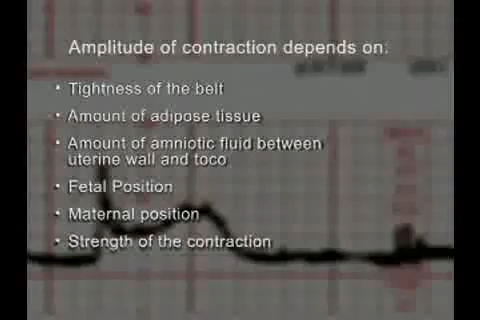 Amplitude of contraction depends on:
• Tightness of the belt
• Amount of adipose tissue
• Amount of amniotic fluid between
uterine wall and toco
• Fetal Position
• Maternal position
• Strength of the contraction